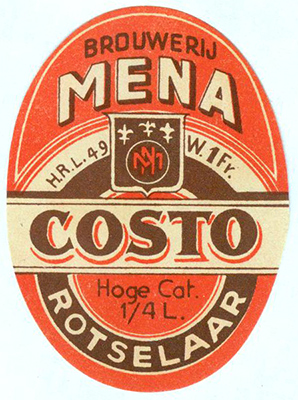 BROUWERIJ
MENA
H.R.L. 49 W. 1 Fr.
M
COSTO
Hoge Cat.
1/4 L.
ROTSELAAR